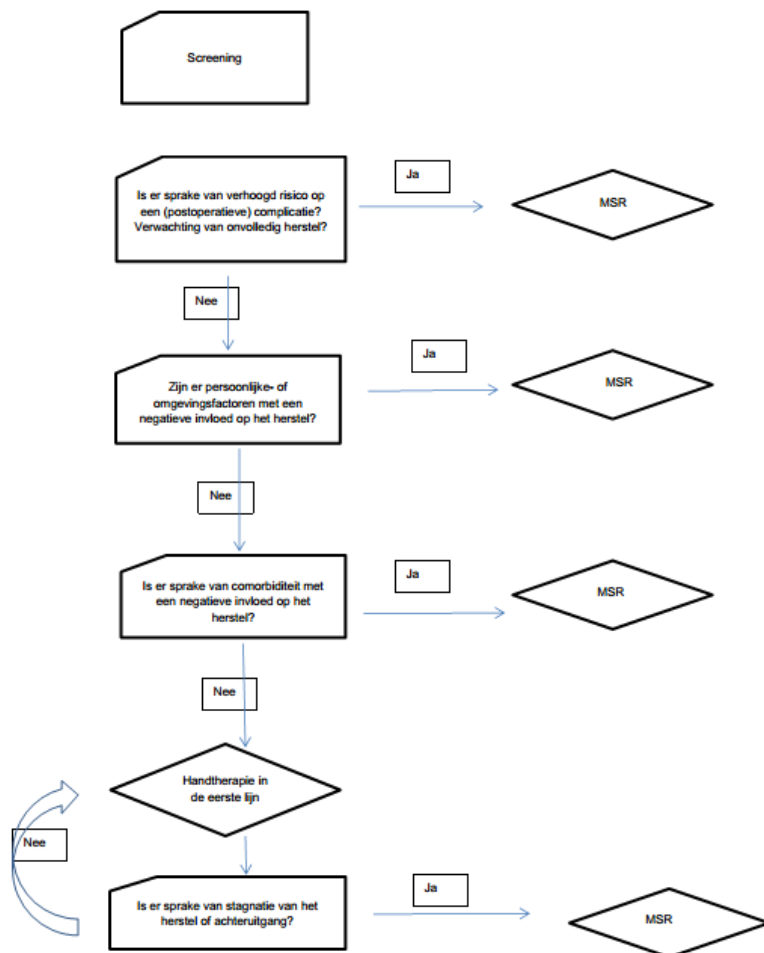 Screening
Is er sprake van verhoogd risico op
een (postoperatieve) complicatie?
Verwachting van onvolledig herstel?
Ja
MSR
Nee
Zijn er persoonlijke- of
omgevingsfactoren met een
negatieve invloed op het herstel?
Ja
MSR
Nee
Is er sprake van comorbiditeit met
een negatieve invloed op het
herstel?
Ja
MSR
Nee
Handtherapie in
de eerste lijn
Nee
Is er sprake van stagnatie van het
herstel of achteruitgang?
Ja
MSR